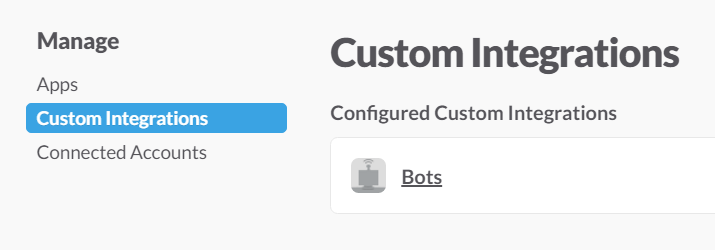 Manage
Apps
Custom Integrations
Connected Accounts
Custom Integrations
Configured Custom Integrations
Bots